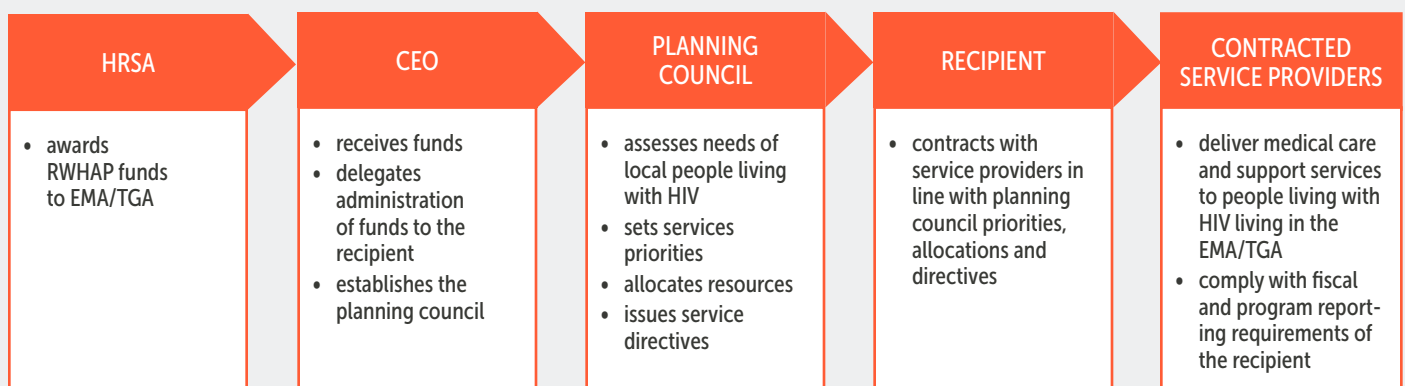 HRSA
• awards
RWHAP funds
to EMA/TGA
CEO
• receives funds
• delegates
administration
of funds to the
recipient
• establishes the
planning council
PLANNING
COUNCIL
• assesses needs of
local people living
with HIV
• sets services
priorities
• allocates resources
• issues service
directives
RECIPIENT
• contracts with
service providers in
line with planning
council priorities,
allocations and
directives
CONTRACTED
SERVICE PROVIDERS
• deliver medical care
and support services
to people living with
HIV living in the
EMA/TGA
• comply with fiscal
and program report-
ing requirements of
the recipient